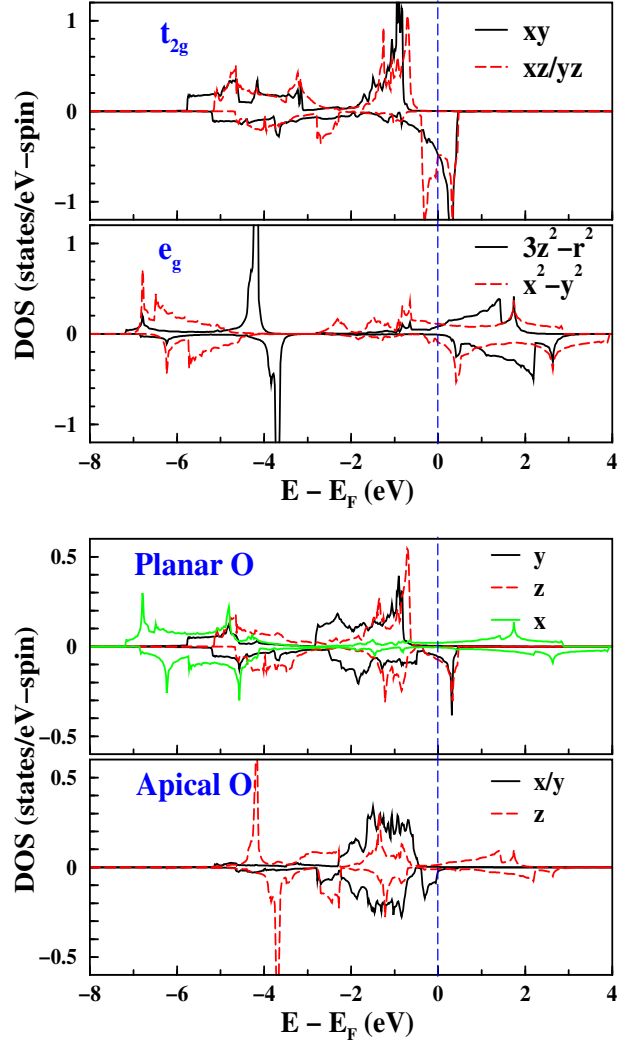 t2g
xy
xz/yz
1
0
−1
eg
3z²−r²
x²−y²
1
0
−1
DOS (states/eV−spin)
−8 −6 −4 −2 0 2 4
E − EF (eV)
Planar O
y
z
x
0.5
0
−0.5
Apical O
x/y
z
0.5
0
−0.5
DOS (states/eV−spin)
−8 −6 −4 −2 0 2 4
E − EF (eV)